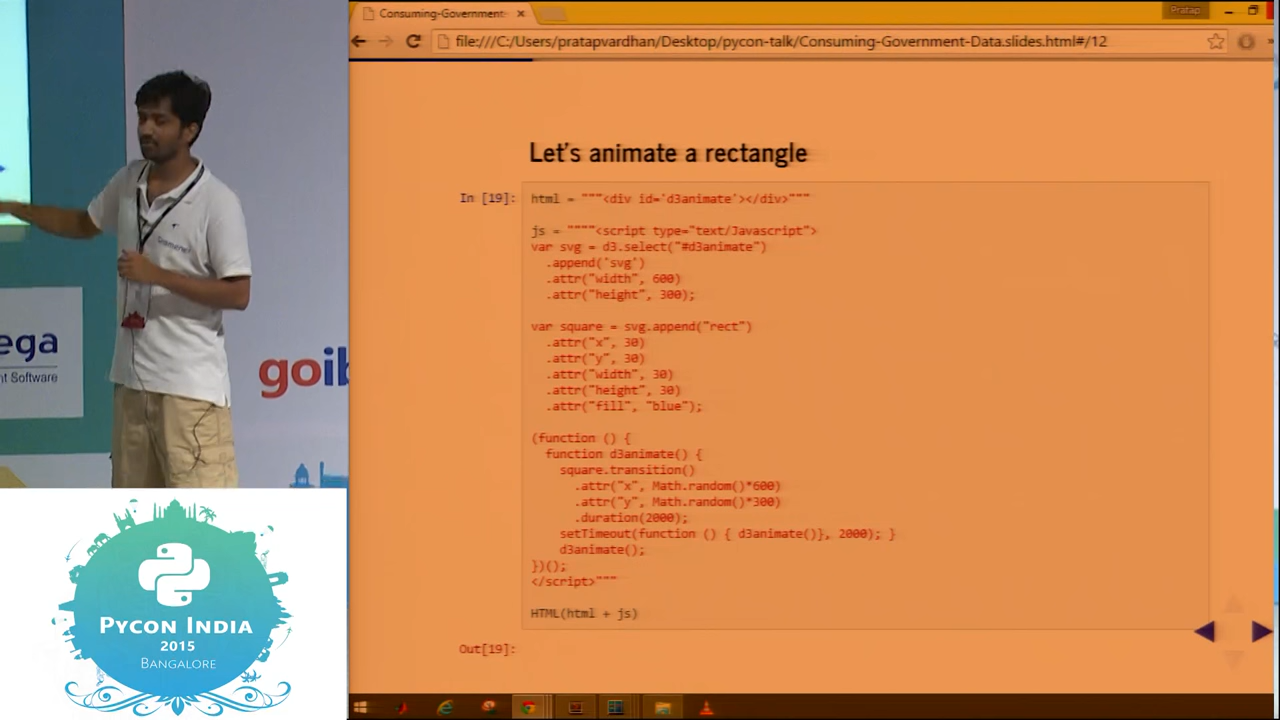 Consuming-Government-
Pratap
file:///C:/Users/pratapvardhan/Desktop/pycon-talk/Consuming-Government-Data.slides.html#/12
Let's animate a rectangle
In [19]:
html = """<div id='d3animate'></div>"""
js = """"<script type="text/Javascript">
var svg = d3.select("#d3animate")
.append('svg')
.attr("width", 600)
.attr("height", 300);
var square = svg.append("rect")
.attr("x", 30)
.attr("y", 30)
.attr("width", 30)
.attr("height", 30)
.attr("fill", "blue");
(function () {
function d3animate() {
square.transition()
.attr("x", Math.random()*600)
.attr("y", Math.random()*300)
.duration(2000);
setTimeout(function () { d3animate()}, 2000); }
d3animate();
})();
</script>"""
HTML(html + js)
Out[19]:
ega
nt Software
goib
PYCON INDIA
2015
BANGALORE